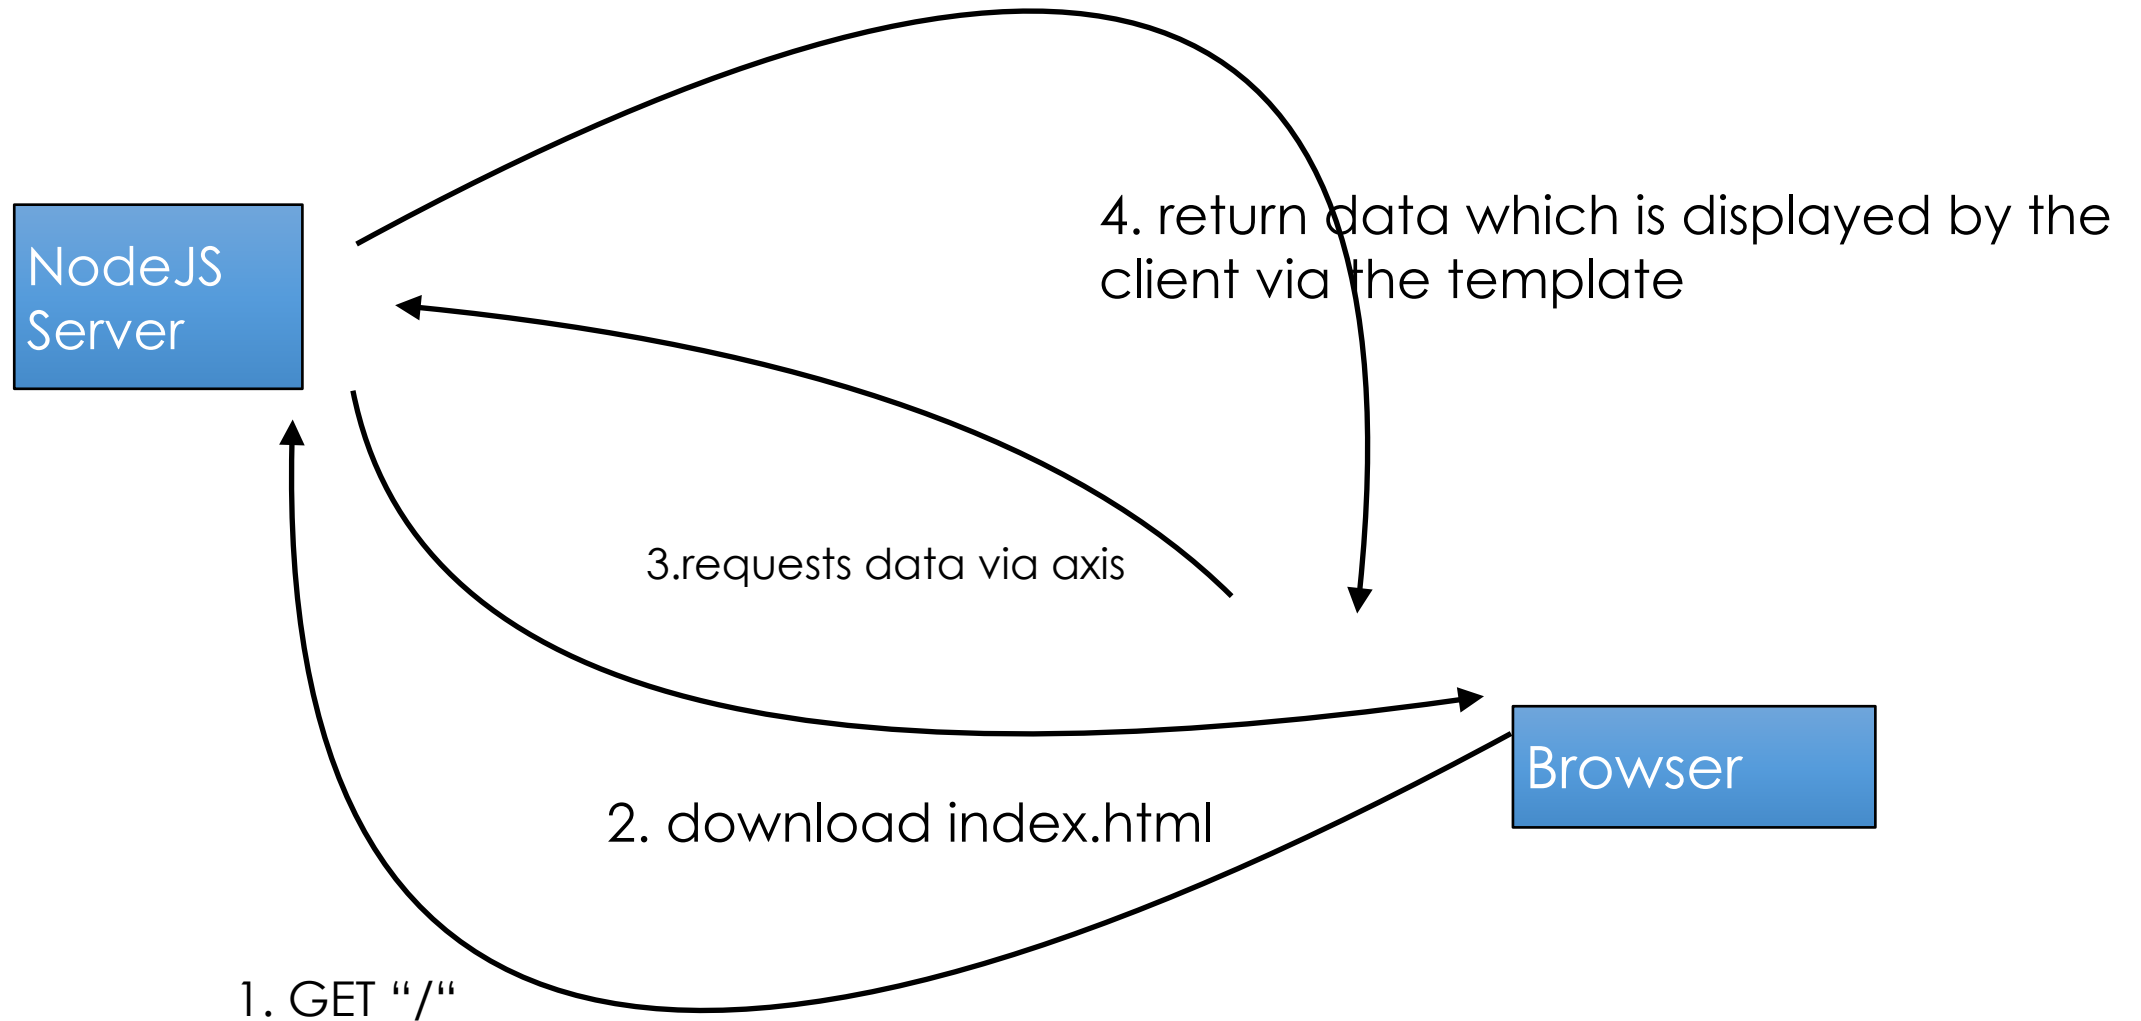 4. return data which is displayed by the
client via the template
NodeJS
Server
3.requests data via axis
Browser
2. download index.html
1. GET “/“